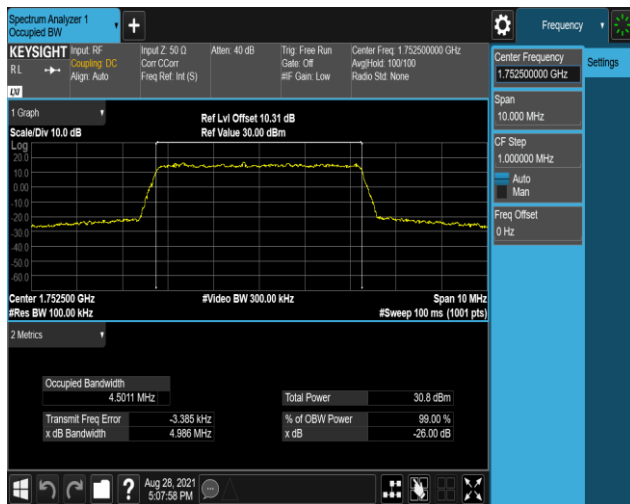 Spectrum Analyzer 1
Occupied BW
+
Frequency
KEYSIGHT
RL
LXI
Input: RF
Coupling: DC
Align: Auto
Input Z: 50 Ω
Corr CCorr
Freq Ref: Int (S)
Atten: 40 dB
Trig: Free Run
Gate: Off
#IF Gain: Low
Center Freq: 1.752500000 GHz
Avg|Hold: 100/100
Radio Std: None
Center Frequency
1.752500000 GHz
Settings
Span
10.000 MHz
CF Step
1.000000 MHz
Auto
Man
Freq Offset
0 Hz
1 Graph
Scale/Div 10.0 dB
Ref Lvl Offset 10.31 dB
Ref Value 30.00 dBm
Log
20.0
10.0
0.00
-10.0
-20.0
-30.0
-40.0
-50.0
-60.0
Center 1.752500 GHz
#Res BW 100.00 kHz
#Video BW 300.00 kHz
Span 10 MHz
#Sweep 100 ms (1001 pts)
2 Metrics
Occupied Bandwidth
4.5011 MHz
Total Power 30.8 dBm
Transmit Freq Error -3.385 kHz
% of OBW Power 99.00 %
x dB Bandwidth 4.986 MHz
x dB -26.00 dB
?
Aug 28, 2021
5:07:58 PM